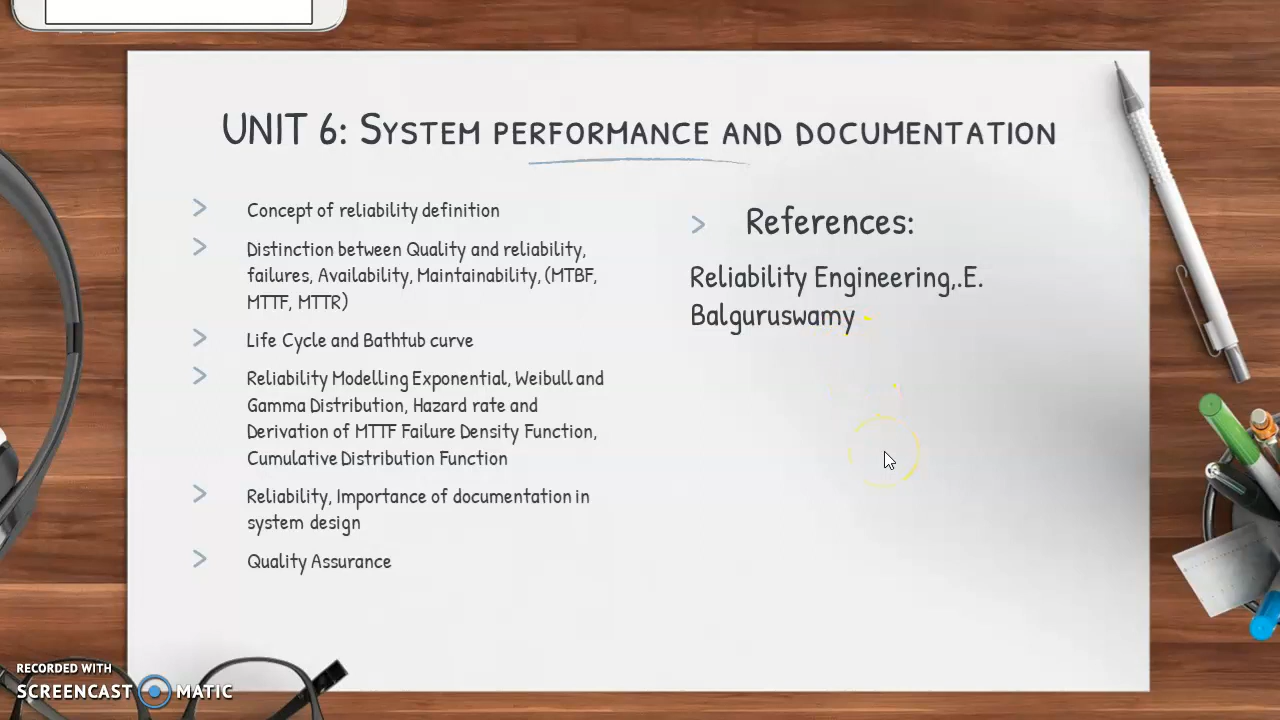 UNIT 6: SYSTEM PERFORMANCE AND DOCUMENTATION
Concept of reliability definition
Distinction between Quality and reliability,
failures, Availability, Maintainability, (MTBF,
MTTF, MTTR)
Life Cycle and Bathtub curve
Reliability Modelling Exponential, Weibull and
Gamma Distribution, Hazard rate and
Derivation of MTTF Failure Density Function,
Cumulative Distribution Function
Reliability, Importance of documentation in
system design
Quality Assurance
References:
Reliability Engineering,.E.
Balguruswamy
RECORDED WITH
SCREENCAST MATIC